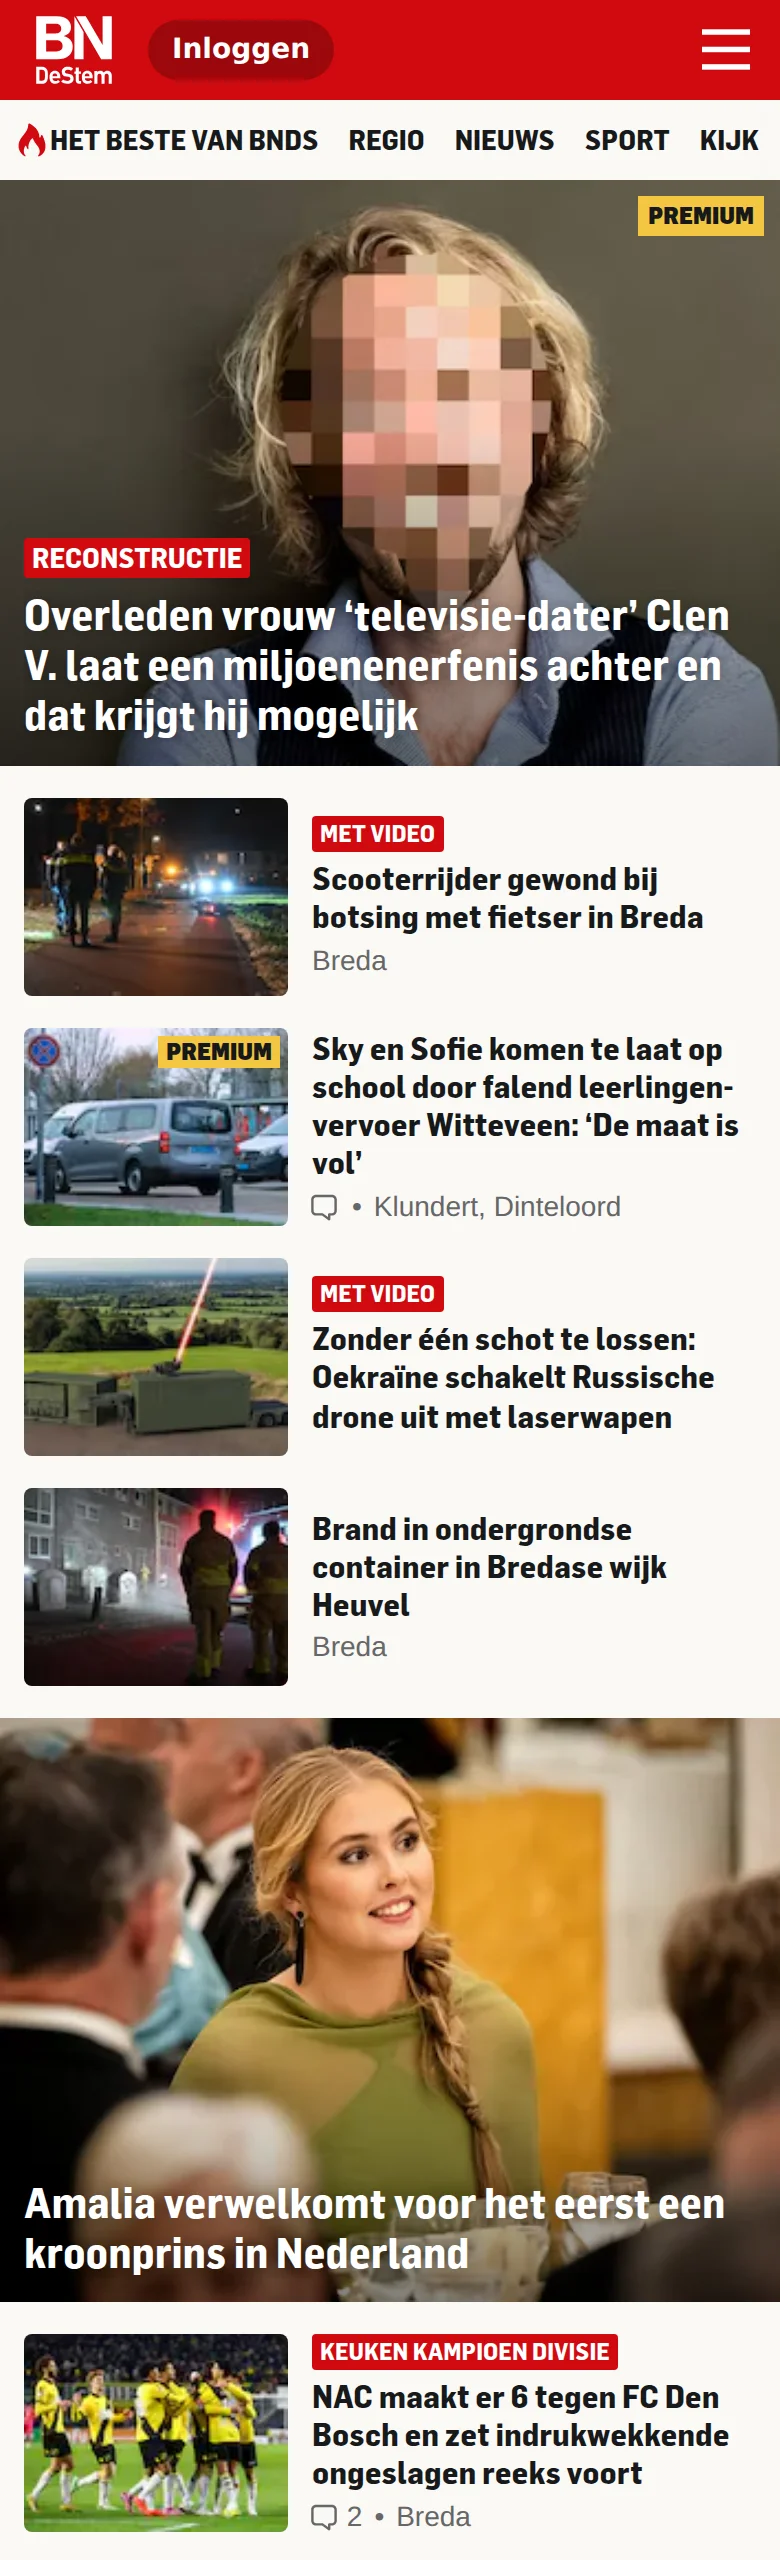 BN
DeStem
Inloggen
HET BESTE VAN BNDS REGIO NIEUWS SPORT KIJK
PREMIUM
RECONSTRUCTIE
Overleden vrouw ‘televisie-dater’ Clen
V. laat een miljoenenerfenis achter en
dat krijgt hij mogelijk
MET VIDEO
Scooterrijder gewond bij
botsing met fietser in Breda
Breda
PREMIUM
Sky en Sofie komen te laat op
school door falend leerlingen-
vervoer Witteveen: ‘De maat is
vol’
• Klundert, Dinteloord
MET VIDEO
Zonder één schot te lossen:
Oekraïne schakelt Russische
drone uit met laserwapen
Brand in ondergrondse
container in Bredase wijk
Heuvel
Breda
Amalia verwelkomt voor het eerst een
kroonprins in Nederland
KEUKEN KAMPIOEN DIVISIE
NAC maakt er 6 tegen FC Den
Bosch en zet indrukwekkende
ongeslagen reeks voort
2 • Breda